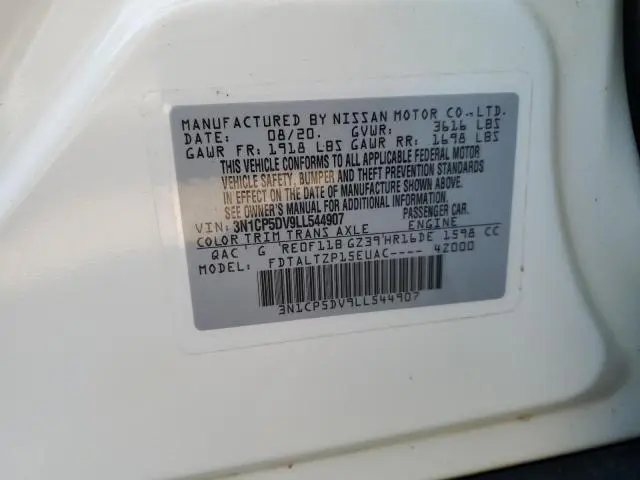 MANUFACTURED BY NISSAN MOTOR CO.,LTD.
DATE: 08/20. GVWR: 3616 LBS
GAWR FR: 1918 LBS GAWR RR: 1698 LBS
THIS VEHICLE CONFORMS TO ALL APPLICABLE FEDERAL MOTOR
VEHICLE SAFETY, BUMPER AND THEFT PREVENTION STANDARDS
IN EFFECT ON THE DATE OF MANUFACTURE SHOWN ABOVE.
SEE OWNER MANUAL FOR ADDITIONAL INFORMATION.
VIN: 3N1CP5DV9LL544907 PASSENGER CAR.
COLOR TRIM TRANS AXLE ENGINE
QAC G RE0F11B GZ39 HR16DE 1598 CC
MODEL: FDTALTZP15EUAC---- 42000
3N1CP5DV9LL544907